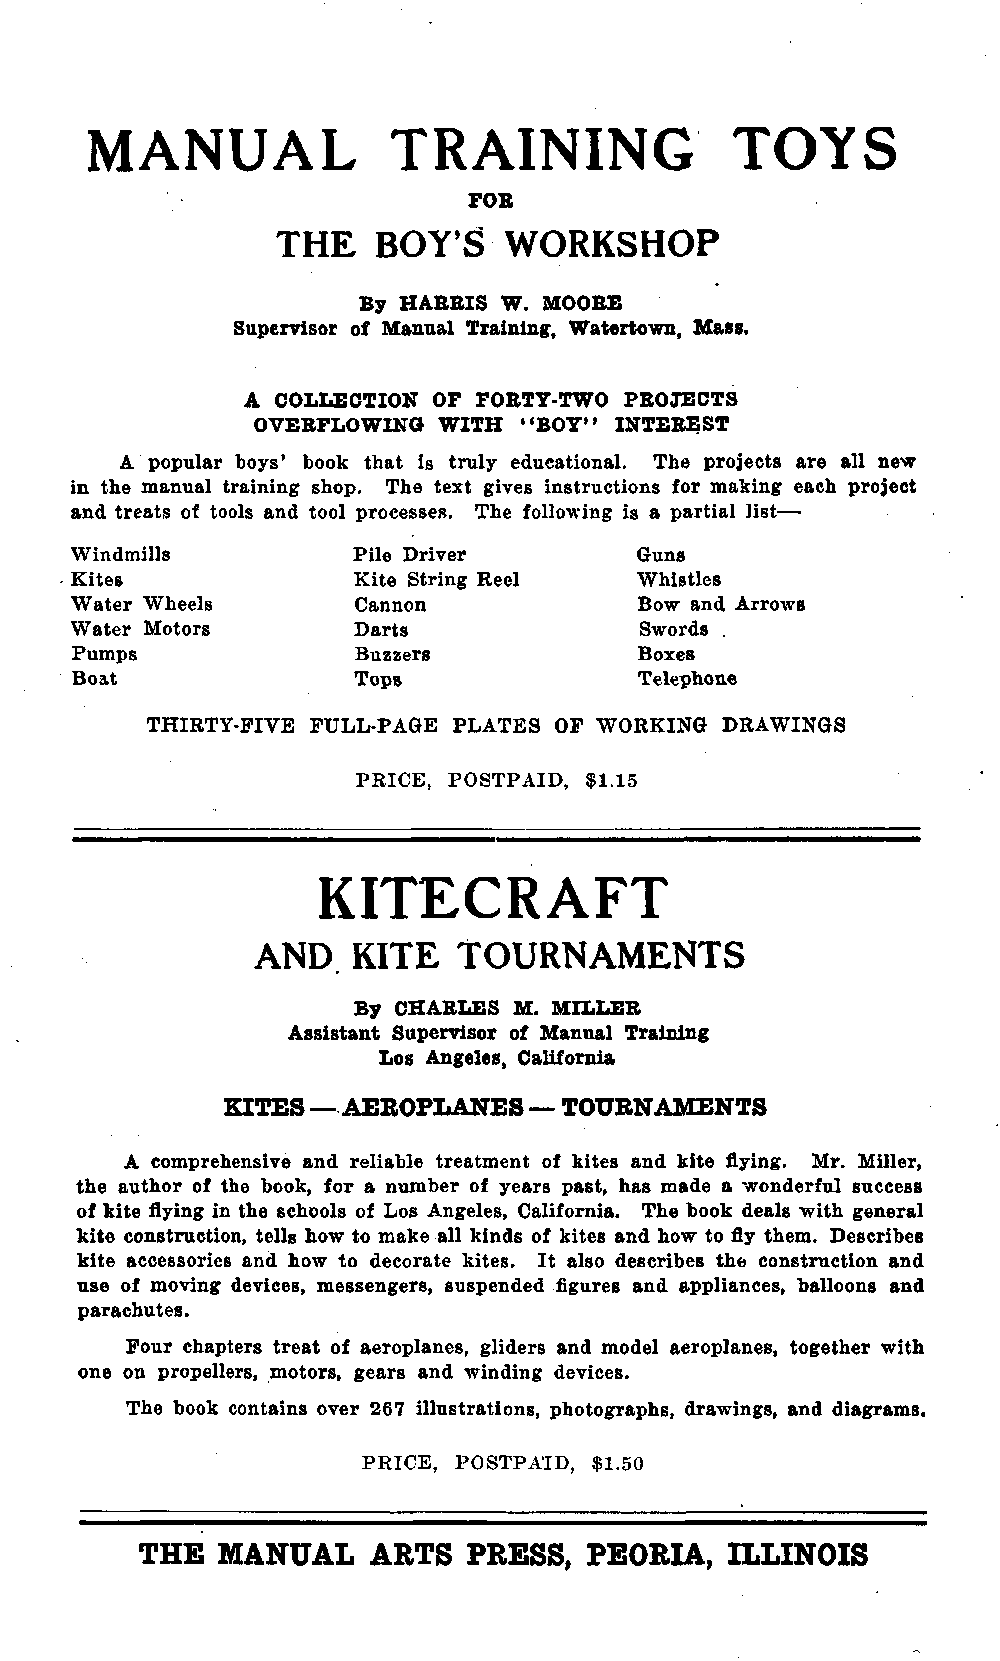 MANUAL TRAINING TOYS
FOR
THE BOY'S WORKSHOP
By HARRIS W. MOORE
Supervisor of Manual Training, Watertown, Mass.
A COLLECTION OF FORTY-TWO PROJECTS
OVERFLOWING WITH "BOY" INTEREST
A popular boys' book that is truly educational. The projects are all new
in the manual training shop. The text gives instructions for making each project
and treats of tools and tool processes. The following is a partial list—
Windmills Pile Driver Guns
Kites Kite String Reel Whistles
Water Wheels Cannon Bow and Arrows
Water Motors Darts Swords
Pumps Buzzers Boxes
Boat Tops Telephone
THIRTY-FIVE FULL-PAGE PLATES OF WORKING DRAWINGS
PRICE, POSTPAID, $1.15
KITECRAFT
AND KITE TOURNAMENTS
By CHARLES M. MILLER
Assistant Supervisor of Manual Training
Los Angeles, California
KITES — AEROPLANES — TOURNAMENTS
A comprehensive and reliable treatment of kites and kite flying. Mr. Miller,
the author of the book, for a number of years past, has made a wonderful success
of kite flying in the schools of Los Angeles, California. The book deals with general
kite construction, tells how to make all kinds of kites and how to fly them. Describes
kite accessories and how to decorate kites. It also describes the construction and
use of moving devices, messengers, suspended figures and appliances, balloons and
parachutes.
Four chapters treat of aeroplanes, gliders and model aeroplanes, together with
one on propellers, motors, gears and winding devices.
The book contains over 267 illustrations, photographs, drawings, and diagrams.
PRICE, POSTPAID, $1.50
THE MANUAL ARTS PRESS, PEORIA, ILLINOIS